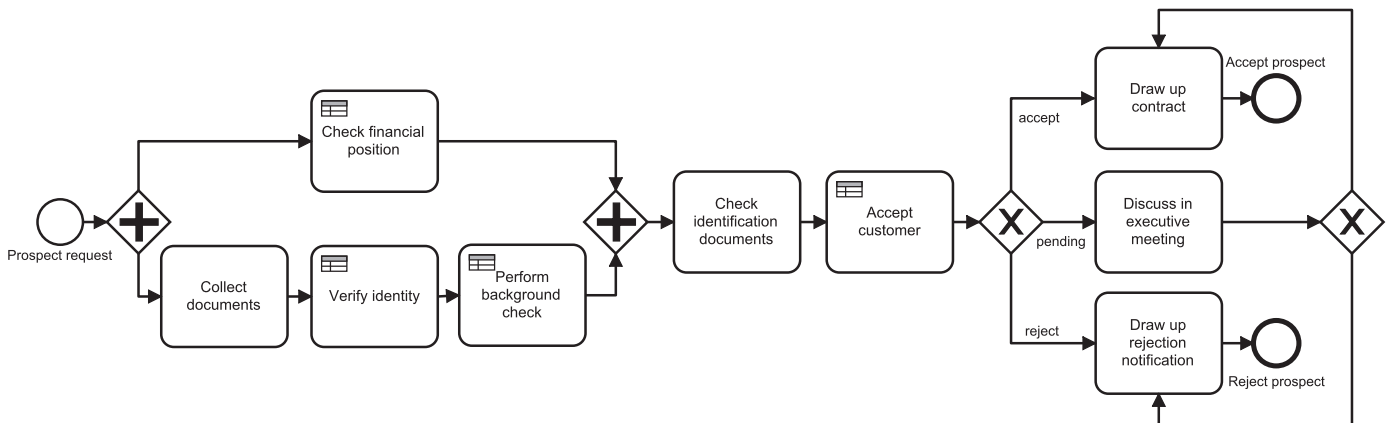 Prospect request
Check financial
position
Collect
documents
Verify identity
Perform
background
check
Check
identification
documents
Accept
customer
accept
pending
reject
Draw up
contract
Accept prospect
Discuss in
executive
meeting
Draw up
rejection
notification
Reject prospect